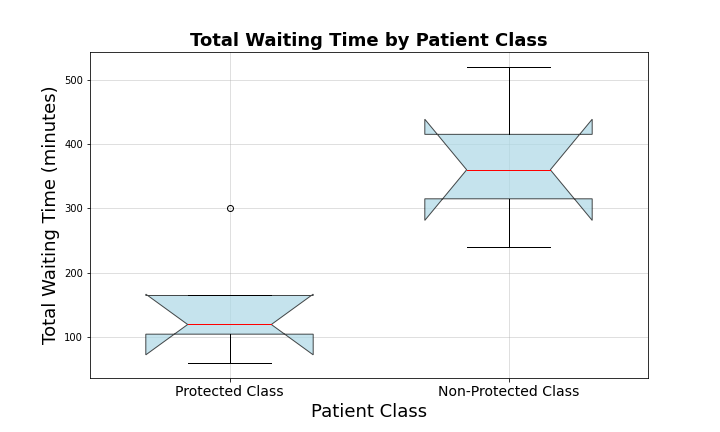 Total Waiting Time by Patient Class
Total Waiting Time (minutes)
500
400
300
200
100
Protected Class
Non-Protected Class
Patient Class